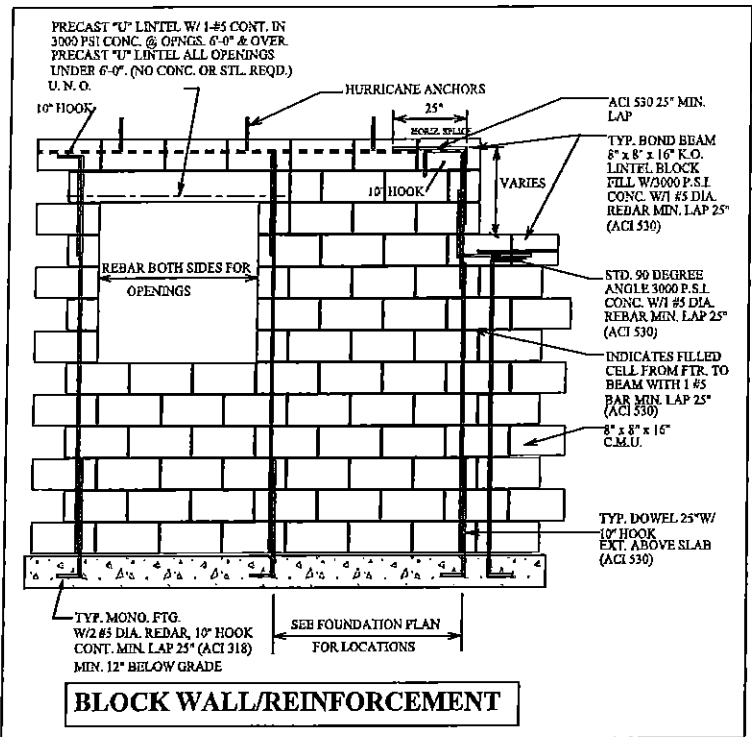 PRECAST "U" LINTEL W/ 1-#5 CONT. IN
3000 PSI CONC. @ OPNGS. 6'-0" & OVER.
PRECAST "U" LINTEL ALL OPENINGS
UNDER 6'-0". (NO CONC. OR STL. REQD.)
U. N. O.
10" HOOK
HURRICANE ANCHORS
25"
HORIZ. SPLICE
10" HOOK
VARIES
ACI 530 25" MIN.
LAP
TYP. BOND BEAM
8" x 8" x 16" K.O.
LINTEL BLOCK
FILL W/3000 P.S.I.
CONC. W/1 #5 DIA.
REBAR MIN. LAP 25"
(ACI 530)
REBAR BOTH SIDES FOR
OPENINGS
STD. 90 DEGREE
ANGLE 3000 P.S.I.
CONC. W/1 #5 DIA.
REBAR MIN. LAP 25"
(ACI 530)
INDICATES FILLED
CELL FROM FTR. TO
BEAM WITH 1 #5
BAR MIN. LAP 25"
(ACI 530)
8" x 8" x 16"
C.M.U.
TYP. DOWEL 25"W/
10" HOOK
EXT. ABOVE SLAB
(ACI 530)
TYP. MONO. FTG.
W/2 #5 DIA. REBAR, 10" HOOK
CONT. MIN. LAP 25" (ACI 318)
MIN. 12" BELOW GRADE
SEE FOUNDATION PLAN
FOR LOCATIONS
BLOCK WALL/REINFORCEMENT